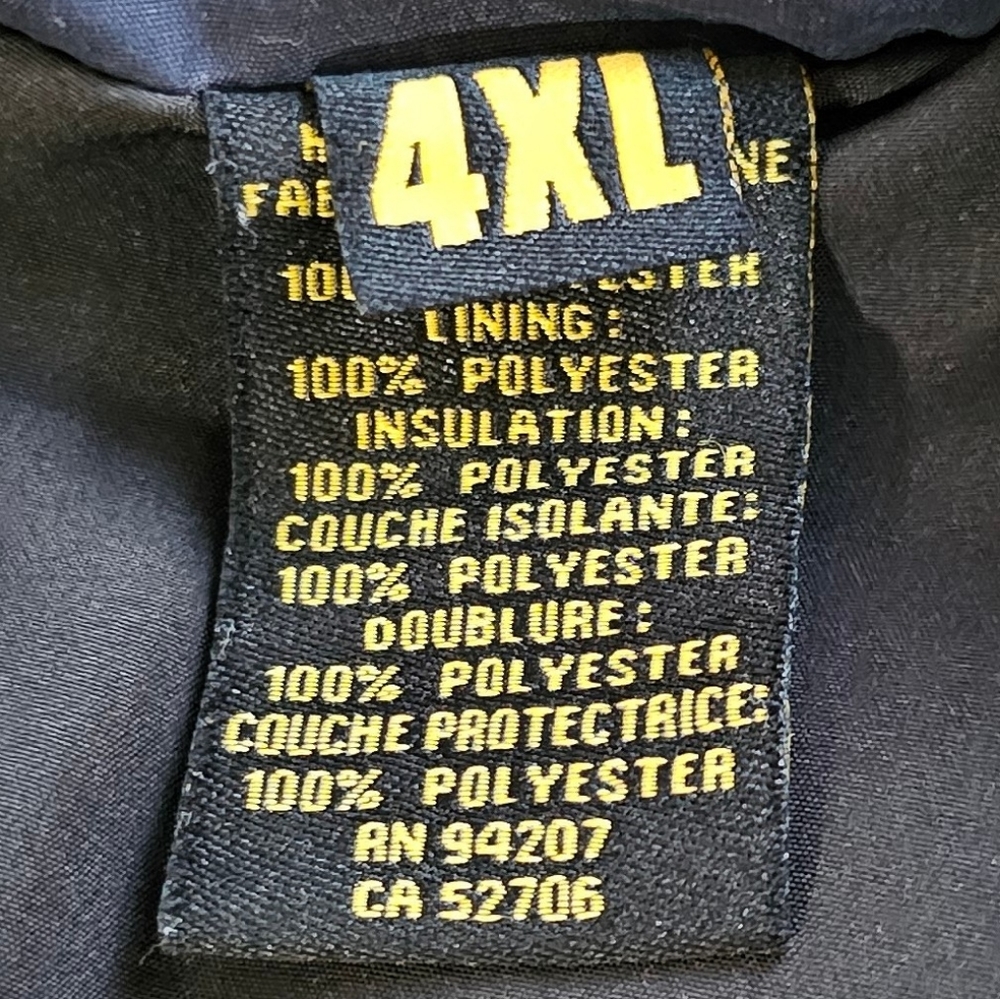 4XL
100%
LINING:
100% POLYESTER
INSULATION:
100% POLYESTER
COUCHE ISOLANTE:
100% POLYESTER
DOUBLURE:
100% POLYESTER
COUCHE PROTECTRICE:
100% POLYESTER
RN 94207
CA 52706